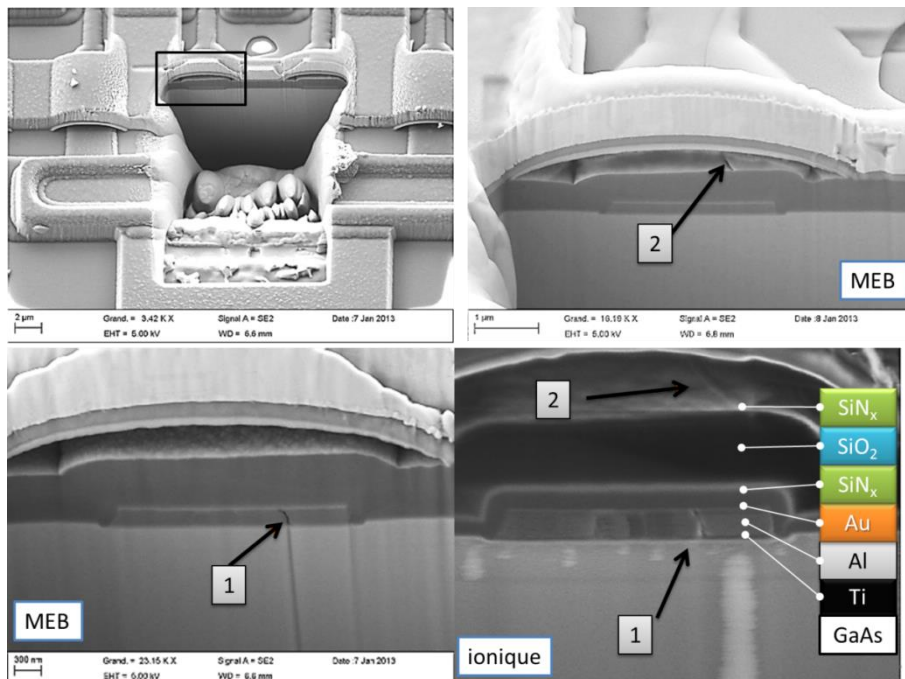 2 µm
Grand. = 3.42 K X
Signal A = SE2
Date :7 Jan 2013
EHT = 5.00 kV
WD = 6.6 mm
2
MEB
1 µm
Grand. =
K X
Signal A = SE2
Date :8 Jan 2013
EHT = 5.00 kV
WD = 6.6 mm
1
MEB
300 nm
Grand. = 23.15 K X
Signal A = SE2
Date :7 Jan 2013
EHT = 5.00 kV
WD = 6.6 mm
2
SiNₓ
SiO₂
SiNₓ
Au
Al
Ti
GaAs
1
ionique